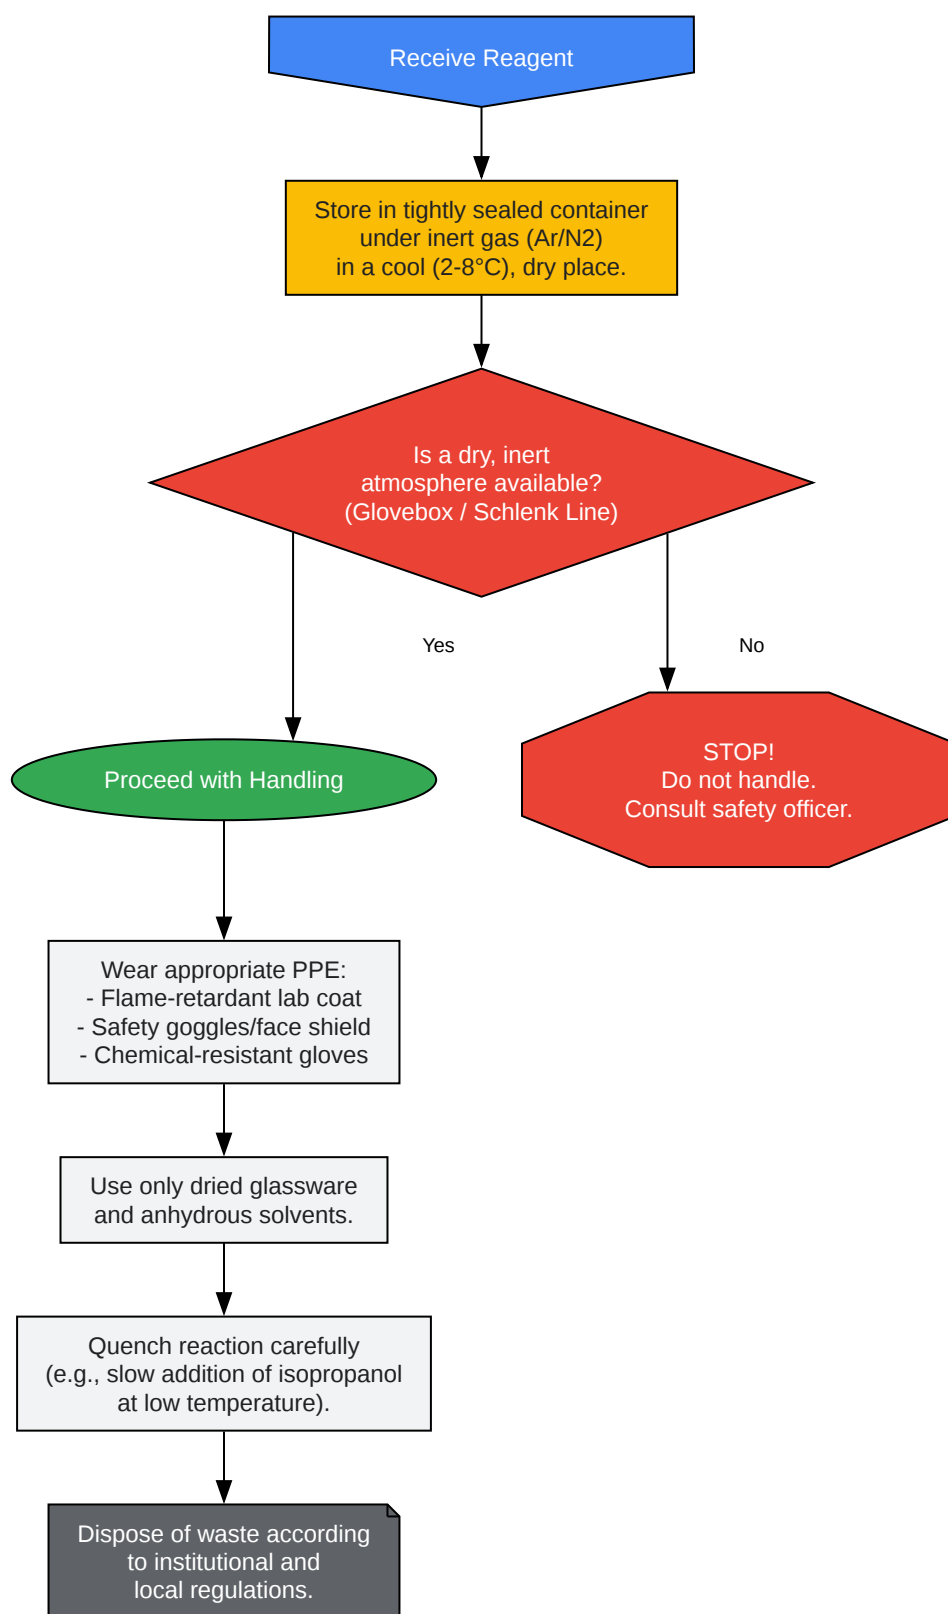 Receive Reagent
Store in tightly sealed container
under inert gas (Ar/N2)
in a cool (2-8°C), dry place.
Is a dry, inert
atmosphere available?
(Glovebox / Schlenk Line)
Yes
No
Proceed with Handling
STOP!
Do not handle.
Consult safety officer.
Wear appropriate PPE:
- Flame-retardant lab coat
- Safety goggles/face shield
- Chemical-resistant gloves
Use only dried glassware
and anhydrous solvents.
Quench reaction carefully
(e.g., slow addition of isopropanol
at low temperature).
Dispose of waste according
to institutional and
local regulations.